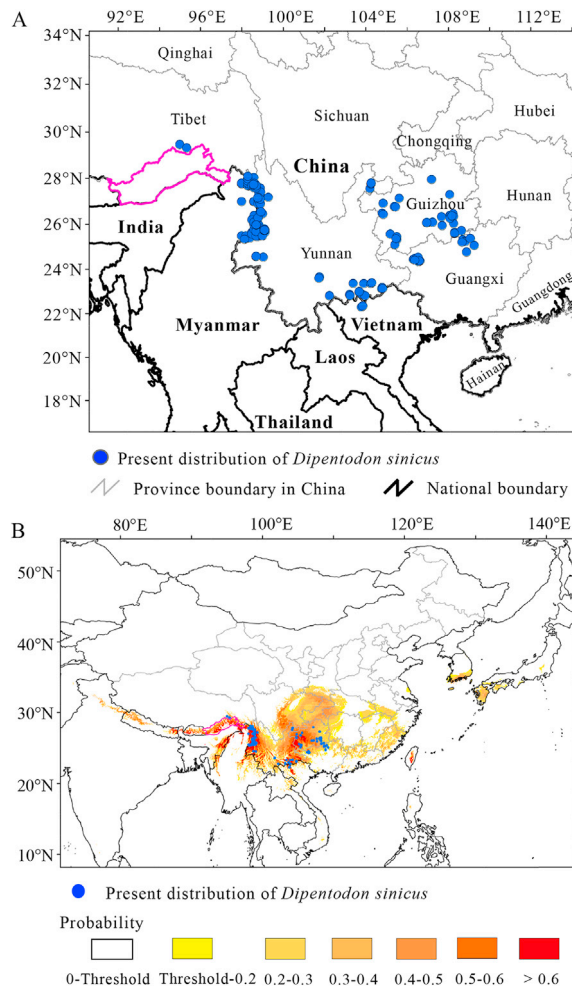 A
92°E 96°E 100°E 104°E 108°E 112°E
34°N
Qinghai
32°N
Hubei
Tibet
Sichuan
30°N
Chongqing
China
28°N
Hunan
Guizhou
26°N
India
Yunnan
24°N
Guangxi
Guangdong
22°N
Myanmar
Vietnam
20°N
Laos
Hainan
18°N
Thailand
Present distribution of Dipentodon sinicus
Province boundary in China National boundary
B
80°E 100°E 120°E 140°E
50°N
40°N
30°N
20°N
10°N
Present distribution of Dipentodon sinicus
Probability
0-Threshold Threshold-0.2 0.2-0.3 0.3-0.4 0.4-0.5 0.5-0.6 > 0.6